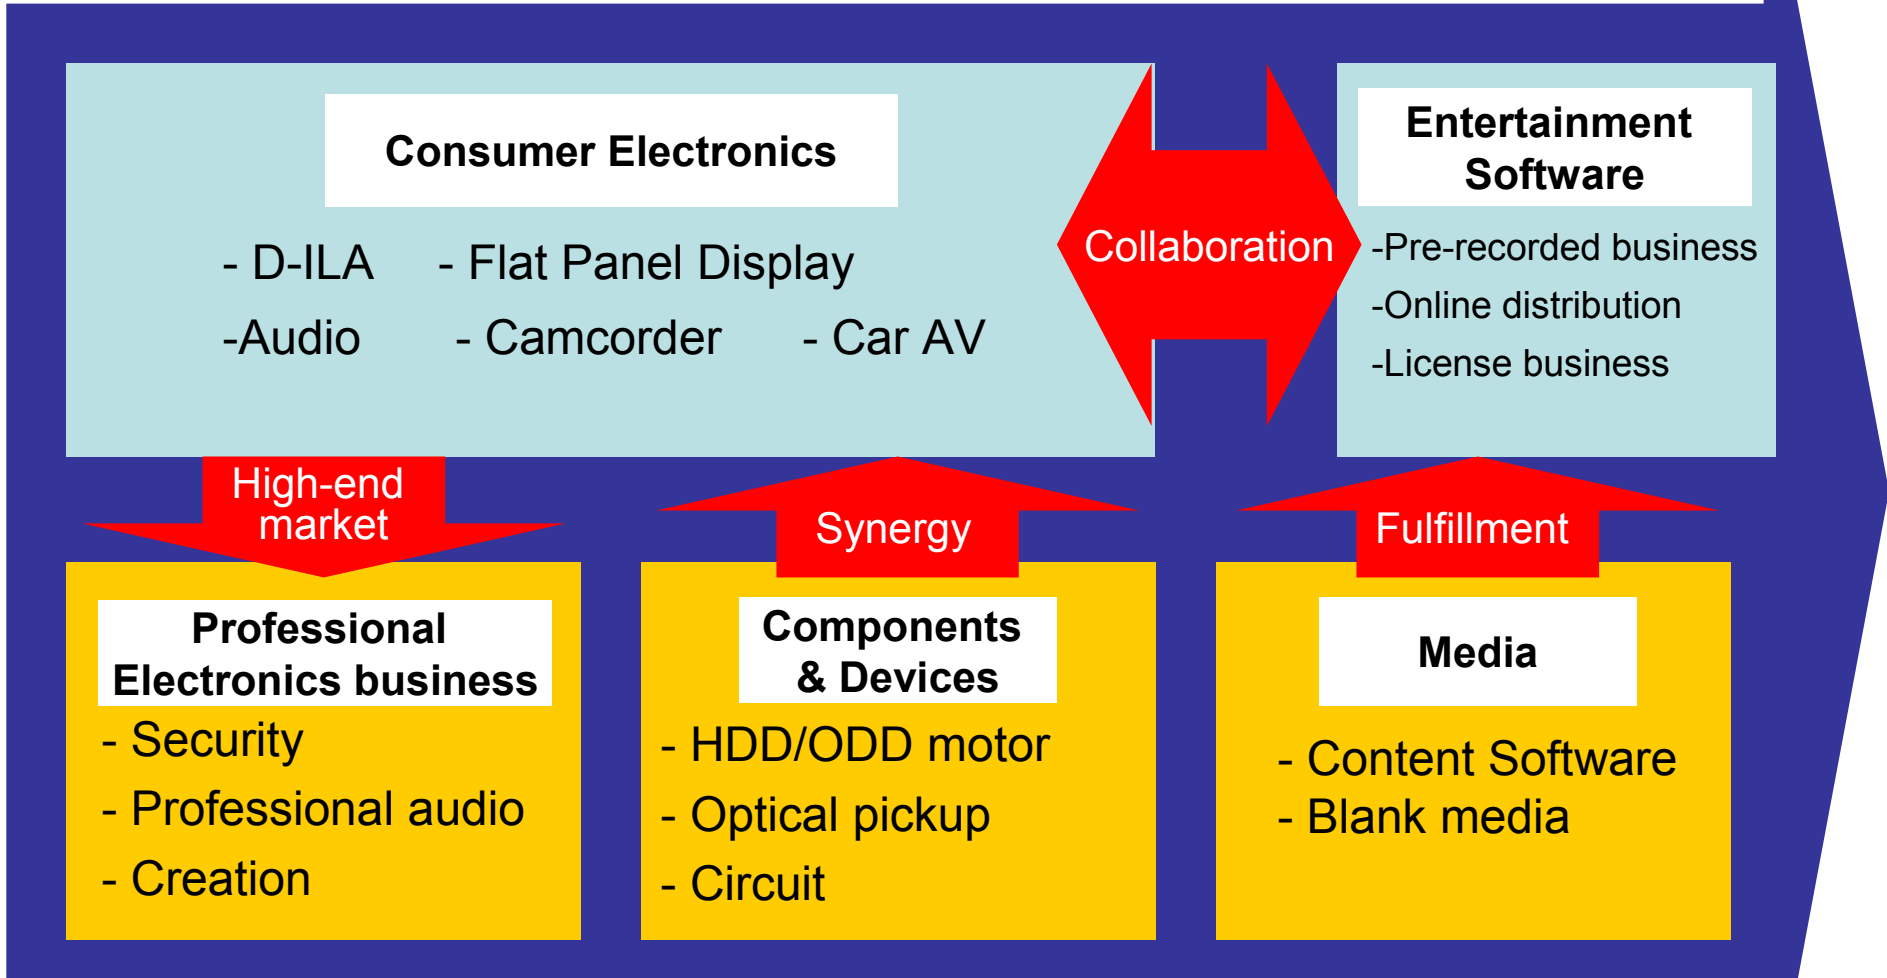 Consumer Electronics
- D-ILA - Flat Panel Display
-Audio - Camcorder - Car AV
Collaboration
Entertainment
Software
-Pre-recorded business
-Online distribution
-License business
High-end
market
Synergy
Fulfillment
Professional
Electronics business
- Security
- Professional audio
- Creation
Components
& Devices
- HDD/ODD motor
- Optical pickup
- Circuit
Media
- Content Software
- Blank media